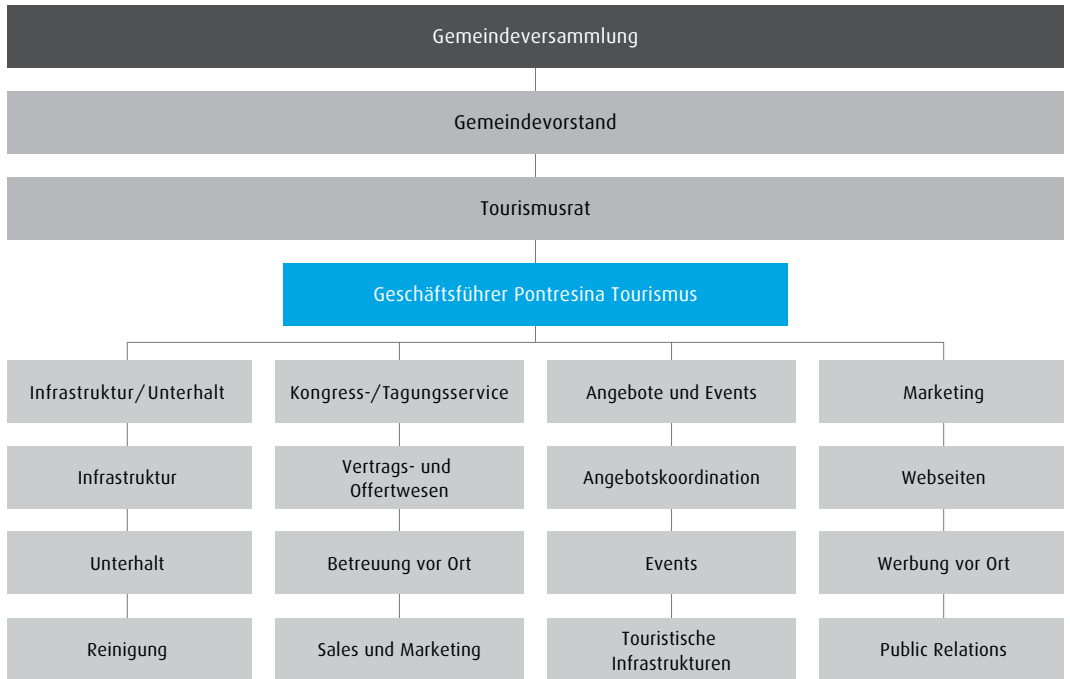 Gemeindeversammlung
Gemeindevorstand
Tourismusrat
Geschäftsführer Pontresina Tourismus
Infrastruktur/Unterhalt
Kongress-/Tagungsservice
Angebote und Events
Marketing
Infrastruktur
Vertrags- und
Offertwesen
Angebotskoordination
Webseiten
Unterhalt
Betreuung vor Ort
Events
Werbung vor Ort
Reinigung
Sales und Marketing
Touristische
Infrastrukturen
Public Relations